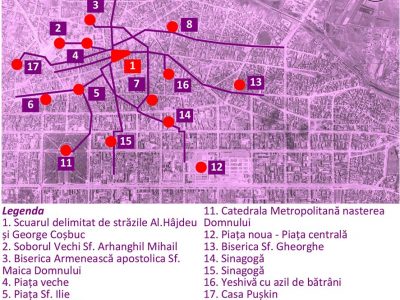 3
8
2
4
17
1
7
16
13
6
5
14
15
11
12
Legenda
1. Scuarul delimitat de străzile Al.Hâjdeu
și George Coșbuc
2. Soborul Vechi Sf. Arhanghil Mihail
3. Biserica Armenească apostolica Sf.
Maica Domnului
4. Piața veche
5. Piața Sf. Ilie
11. Catedrala Metropolitană nasterea
Domnului
12. Piața noua - Piața centrală
13. Biserica Sf. Gheorghe
14. Sinagogă
15. Sinagogă
16. Yeshivă cu azil de bătrâni
17. Casa Pușkin